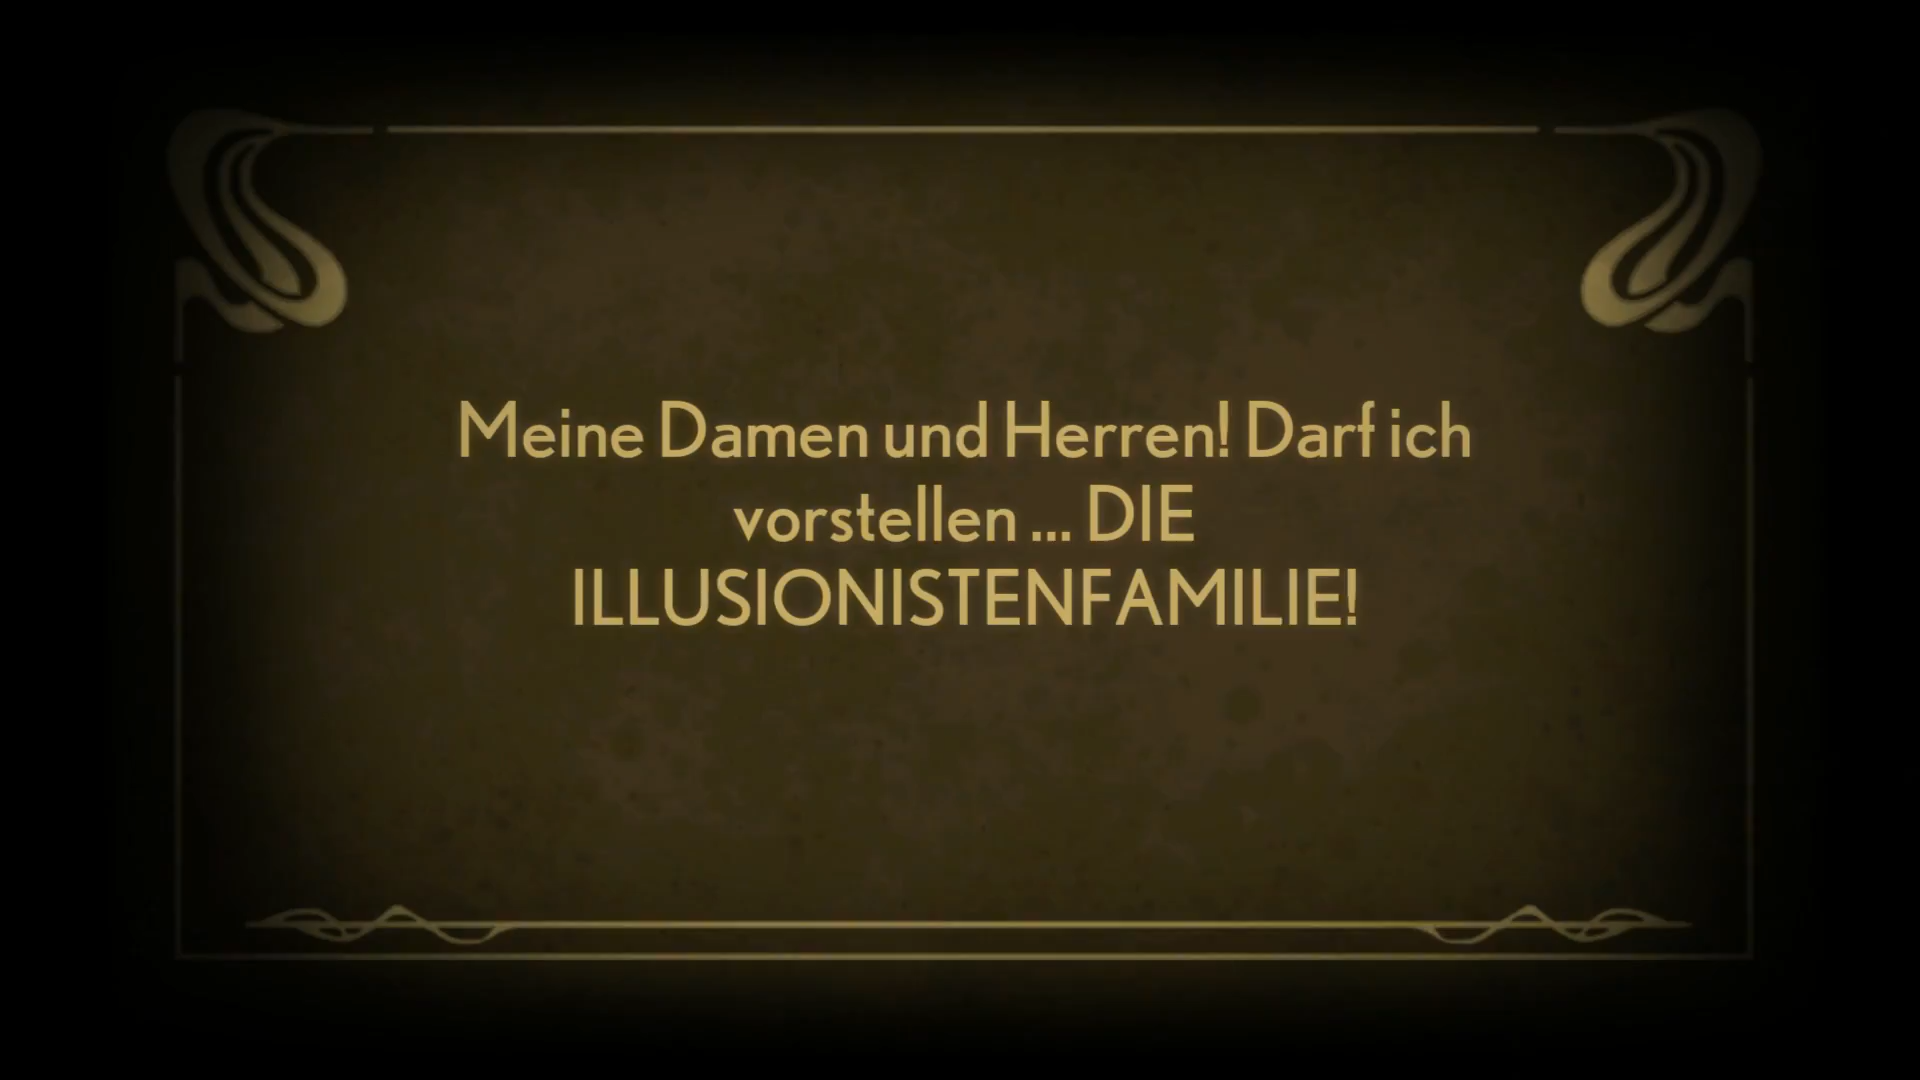 Meine Damen und Herren! Darf ich
vorstellen ... DIE
ILLUSIONISTENFAMILIE!